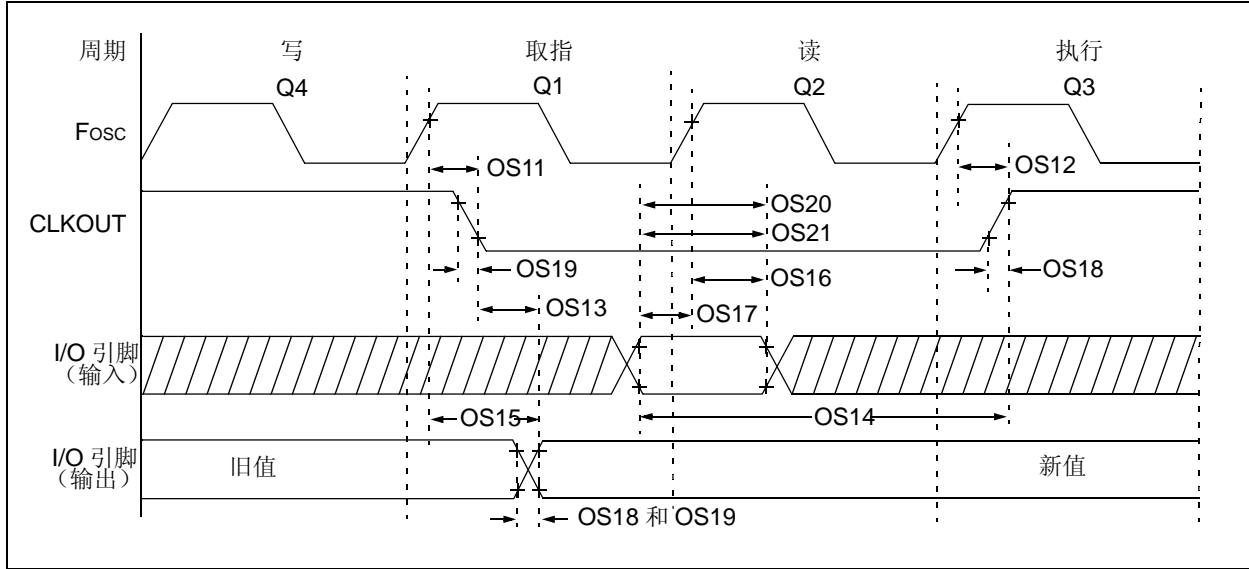 周期 写 取指 读 执行
Q4 Q1 Q2 Q3
Fosc
OS11 OS12
CLKOUT
OS20
OS21
OS19 OS16 OS18
OS13 OS17
I/O 引脚
（输入）
OS15 OS14
I/O 引脚
（输出）
旧值 新值
OS18 和 OS19